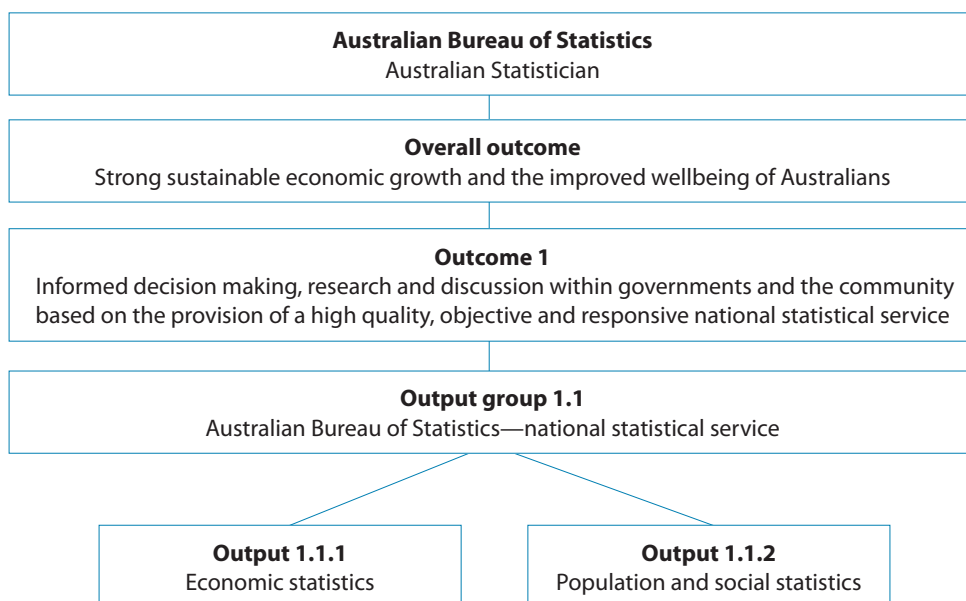 Australian Bureau of Statistics
Australian Statistician
Overall outcome
Strong sustainable economic growth and the improved wellbeing of Australians
Outcome 1
Informed decision making, research and discussion within governments and the community
based on the provision of a high quality, objective and responsive national statistical service
Output group 1.1
Australian Bureau of Statistics—national statistical service
Output 1.1.1
Economic statistics
Output 1.1.2
Population and social statistics